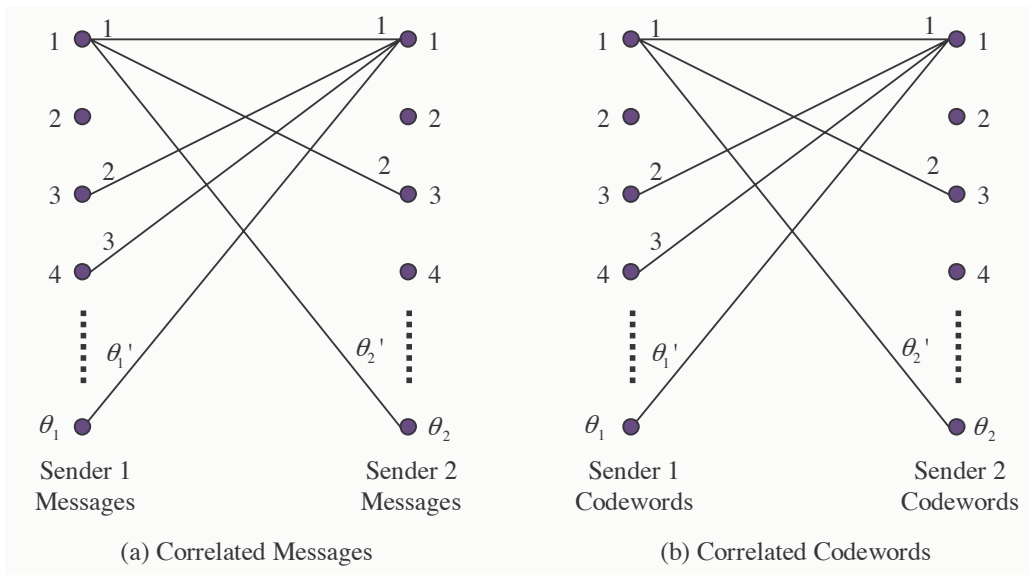 1 1 1 1
2 2
3 2 2 3
4 3 4
θ₁' θ₂'
θ₁ θ₂
Sender 1
Messages
Sender 2
Messages
(a) Correlated Messages
1 1 1 1
2 2
3 2 2 3
4 3 4
θ₁' θ₂'
θ₁ θ₂
Sender 1
Codewords
Sender 2
Codewords
(b) Correlated Codewords